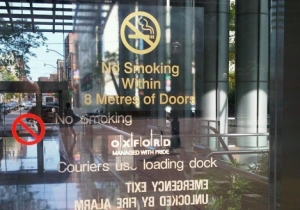 No Smoking
Within
8 Metres of Doors
No Smoking
OXFORD
MANAGED WITH PRIDE
Couriers use loading dock
EMERGENCY EXIT
UNLOCKED BY FIRE ALARM